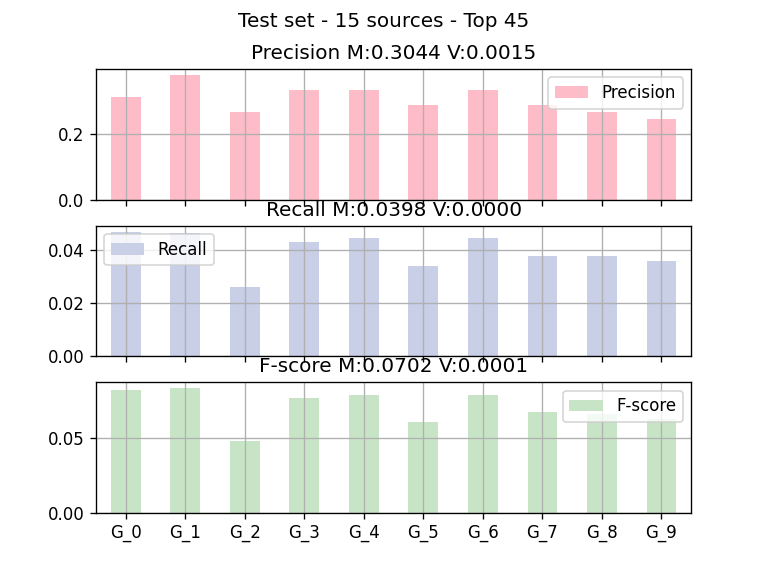 Test set - 15 sources - Top 45
Precision M:0.3044 V:0.0015
Precision
0.2
0.0
Recall M:0.0398 V:0.0000
Recall
0.04
0.02
0.00
F-score M:0.0702 V:0.0001
F-score
0.05
0.00
G_0 G_1 G_2 G_3 G_4 G_5 G_6 G_7 G_8 G_9